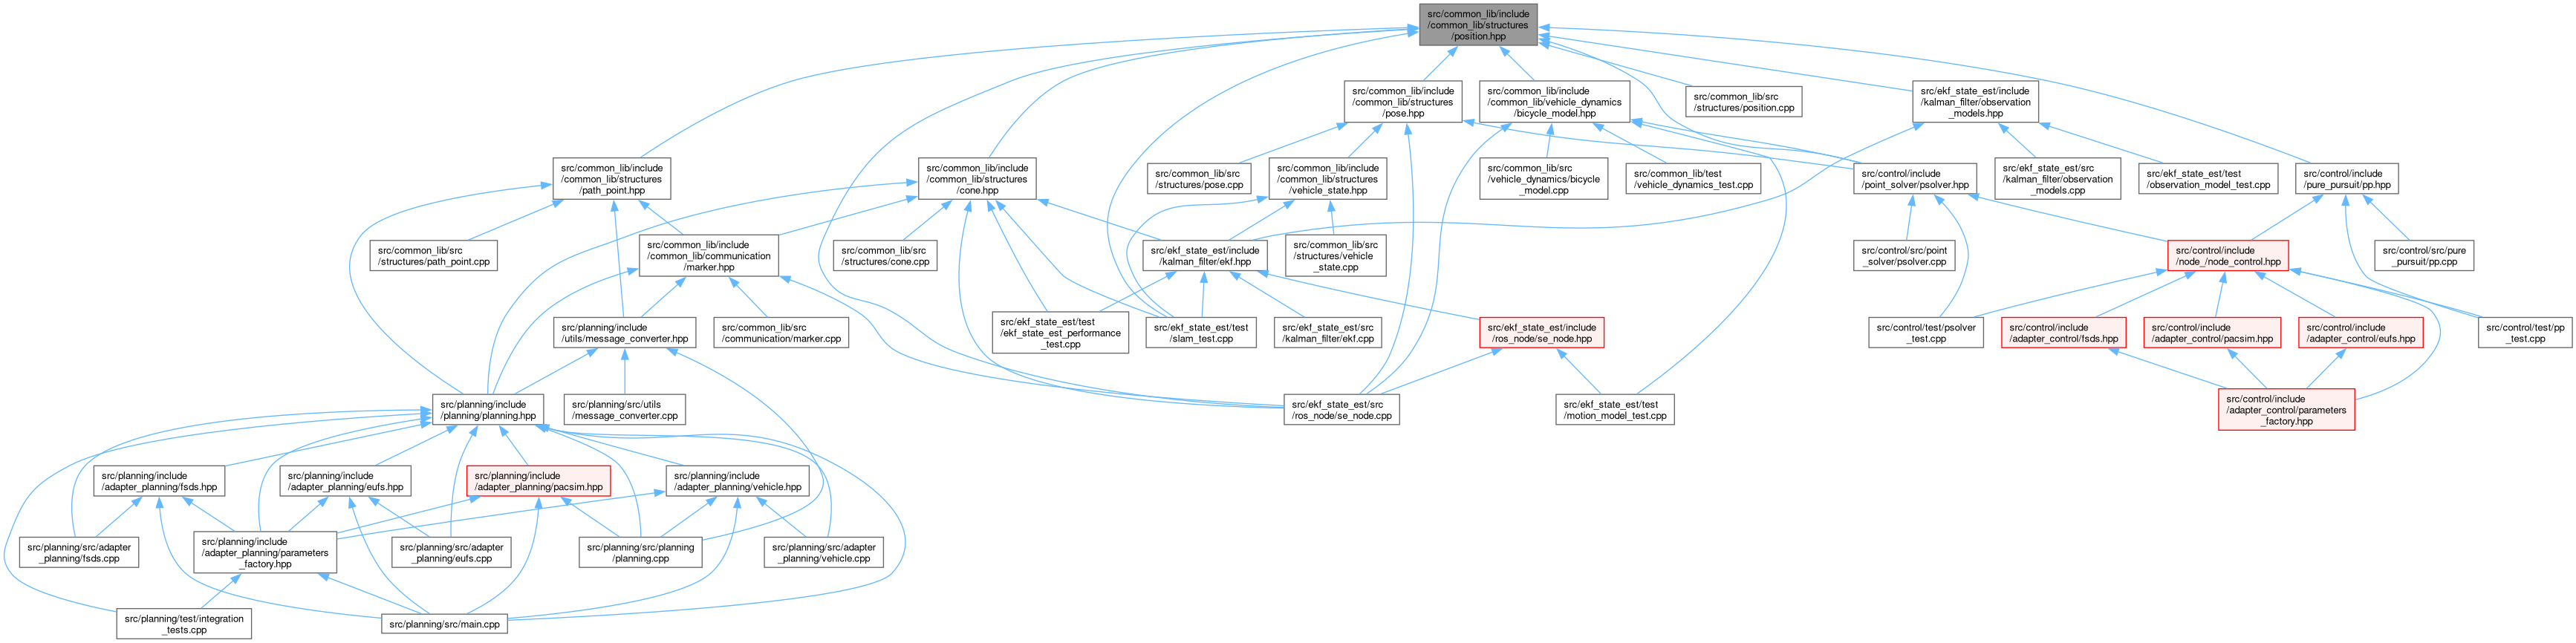 src/common_lib/include
/common_lib/structures
/position.hpp
src/common_lib/include
/common_lib/structures
/pose.hpp
src/common_lib/include
/common_lib/vehicle_dynamics
/bicycle_model.hpp
src/common_lib/src
/structures/position.cpp
src/ekf_state_est/include
/kalman_filter/observation
_models.hpp
src/common_lib/include
/common_lib/structures
/path_point.hpp
src/common_lib/include
/common_lib/structures
/cone.hpp
src/common_lib/src
/structures/pose.cpp
src/common_lib/include
/common_lib/structures
/vehicle_state.hpp
src/common_lib/src
/vehicle_dynamics/bicycle
_model.cpp
src/common_lib/test
/vehicle_dynamics_test.cpp
src/control/include
/point_solver/psolver.hpp
src/ekf_state_est/src
/kalman_filter/observation
_models.cpp
src/ekf_state_est/test
/observation_model_test.cpp
src/control/include
/pure_pursuit/pp.hpp
src/common_lib/src
/structures/path_point.cpp
src/common_lib/include
/common_lib/communication
/marker.hpp
src/common_lib/src
/structures/cone.cpp
src/ekf_state_est/include
/kalman_filter/ekf.hpp
src/common_lib/src
/structures/vehicle
_state.cpp
src/control/src/point
_solver/psolver.cpp
src/control/include
/node_/node_control.hpp
src/control/src/pure
_pursuit/pp.cpp
src/planning/include
/utils/message_converter.hpp
src/common_lib/src
/communication/marker.cpp
src/ekf_state_est/test
/ekf_state_est_performance
_test.cpp
src/ekf_state_est/test
/slam_test.cpp
src/ekf_state_est/src
/kalman_filter/ekf.cpp
src/ekf_state_est/include
/ros_node/se_node.hpp
src/control/test/psolver
_test.cpp
src/control/include
/adapter_control/fsds.hpp
src/control/include
/adapter_control/pacsim.hpp
src/control/include
/adapter_control/eufs.hpp
src/control/test/pp
_test.cpp
src/planning/include
/planning/planning.hpp
src/planning/src/utils
/message_converter.cpp
src/ekf_state_est/src
/ros_node/se_node.cpp
src/ekf_state_est/test
/motion_model_test.cpp
src/control/include
/adapter_control/parameters
_factory.hpp
src/planning/include
/adapter_planning/fsds.hpp
src/planning/include
/adapter_planning/eufs.hpp
src/planning/include
/adapter_planning/pacsim.hpp
src/planning/include
/adapter_planning/vehicle.hpp
src/planning/src/adapter
_planning/fsds.cpp
src/planning/include
/adapter_planning/parameters
_factory.hpp
src/planning/src/adapter
_planning/eufs.cpp
src/planning/src/planning
/planning.cpp
src/planning/src/adapter
_planning/vehicle.cpp
src/planning/test/integration
_tests.cpp
src/planning/src/main.cpp